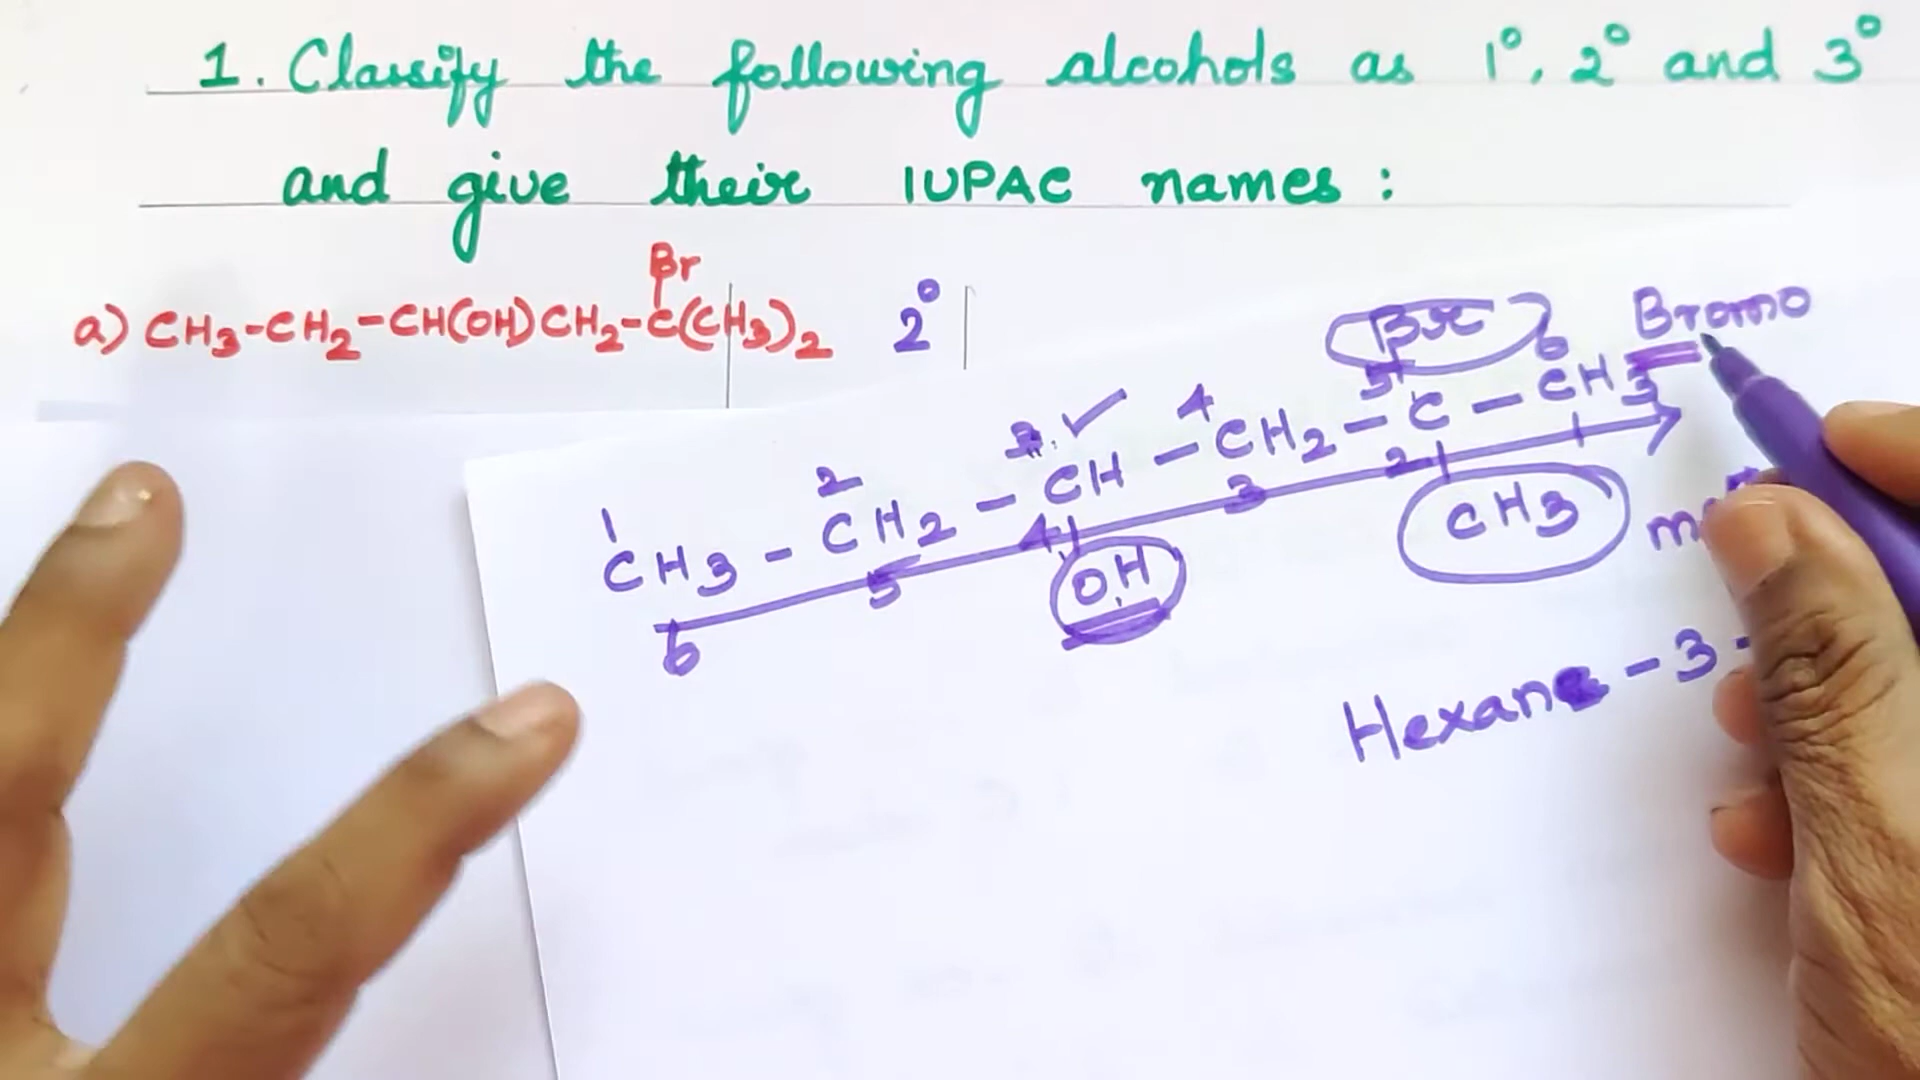 1. Classify the following alcohols as 1°, 2° and 3°
and give their IUPAC names :
Br
a) CH3-CH2-CH(OH)CH2-C(CH3)2 2°
Br 6 Bromo
1 2 3. ✓ 4 5
CH3 - CH2 - CH - CH2 - C - CH3
6 5 4 3 2 1
OH CH3
Hexane - 3 -